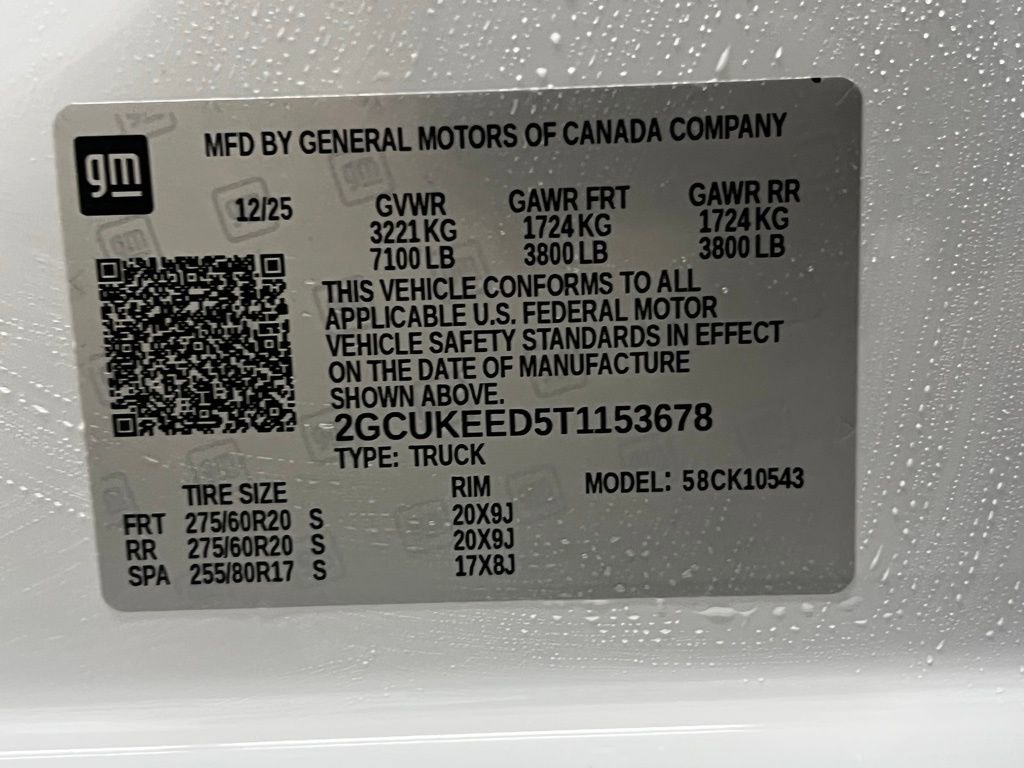 gm
MFD BY GENERAL MOTORS OF CANADA COMPANY
12/25 GVWR GAWR FRT GAWR RR
3221 KG 1724 KG 1724 KG
7100 LB 3800 LB 3800 LB
THIS VEHICLE CONFORMS TO ALL
APPLICABLE U.S. FEDERAL MOTOR
VEHICLE SAFETY STANDARDS IN EFFECT
ON THE DATE OF MANUFACTURE
SHOWN ABOVE.
2GCUKEED5T1153678
TYPE: TRUCK
TIRE SIZE RIM MODEL: 58CK10543
FRT 275/60R20 S 20X9J
RR 275/60R20 S 20X9J
SPA 255/80R17 S 17X8J